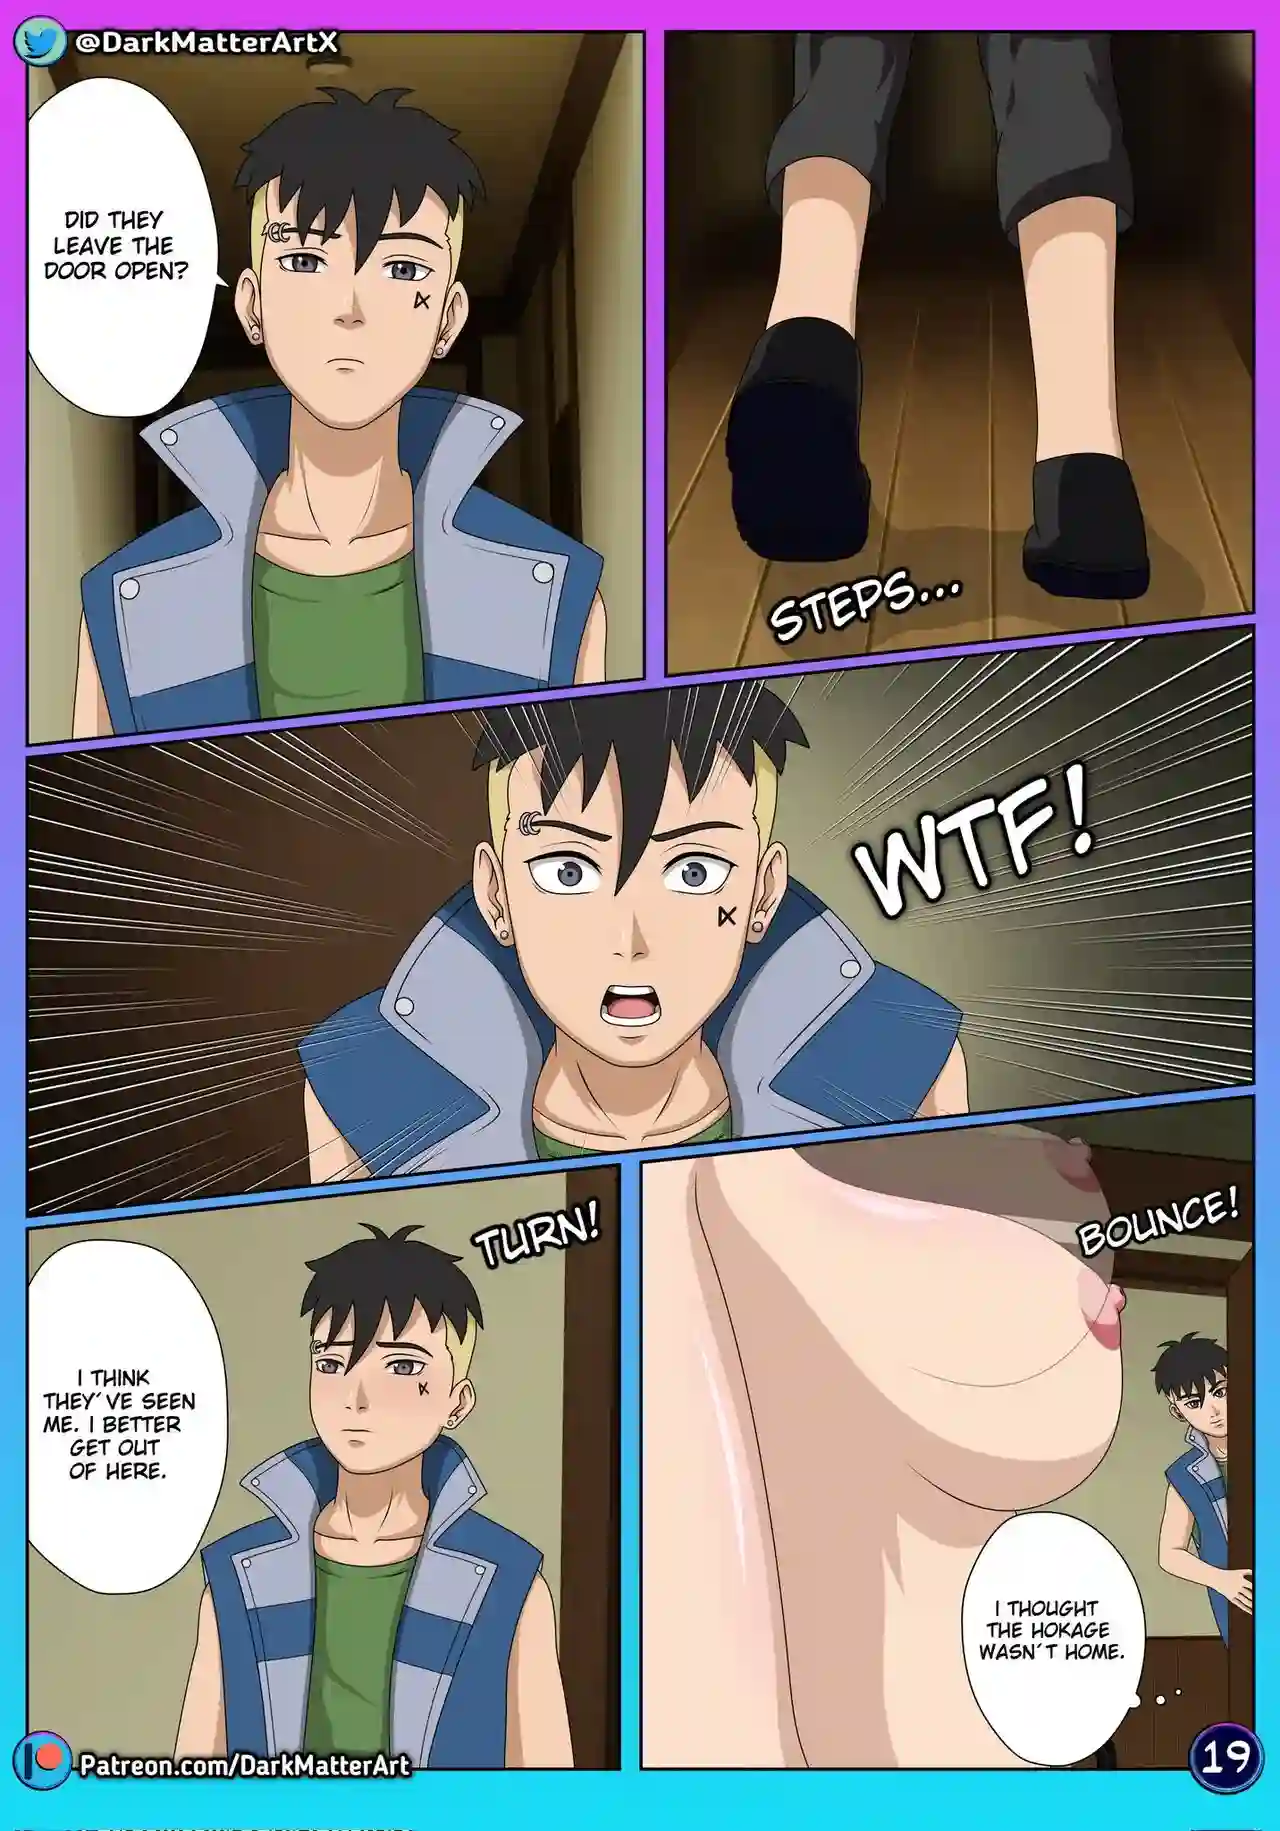 @DarkMatterArtX
DID THEY
LEAVE THE
DOOR OPEN?
STEPS...
WTF!
TURN!
I THINK
THEY'VE SEEN
ME. I BETTER
GET OUT
OF HERE.
BOUNCE!
I THOUGHT
THE HOKAGE
WASN'T HOME.
Patreon.com/DarkMatterArt
19